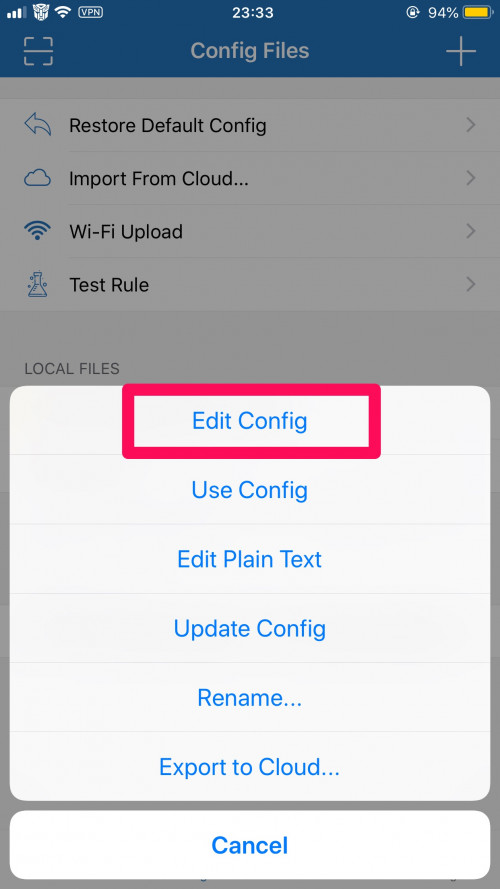 VPN 23:33 94%
Config Files
Restore Default Config
Import From Cloud...
Wi-Fi Upload
Test Rule
LOCAL FILES
Edit Config
Use Config
Edit Plain Text
Update Config
Rename...
Export to Cloud...
Cancel